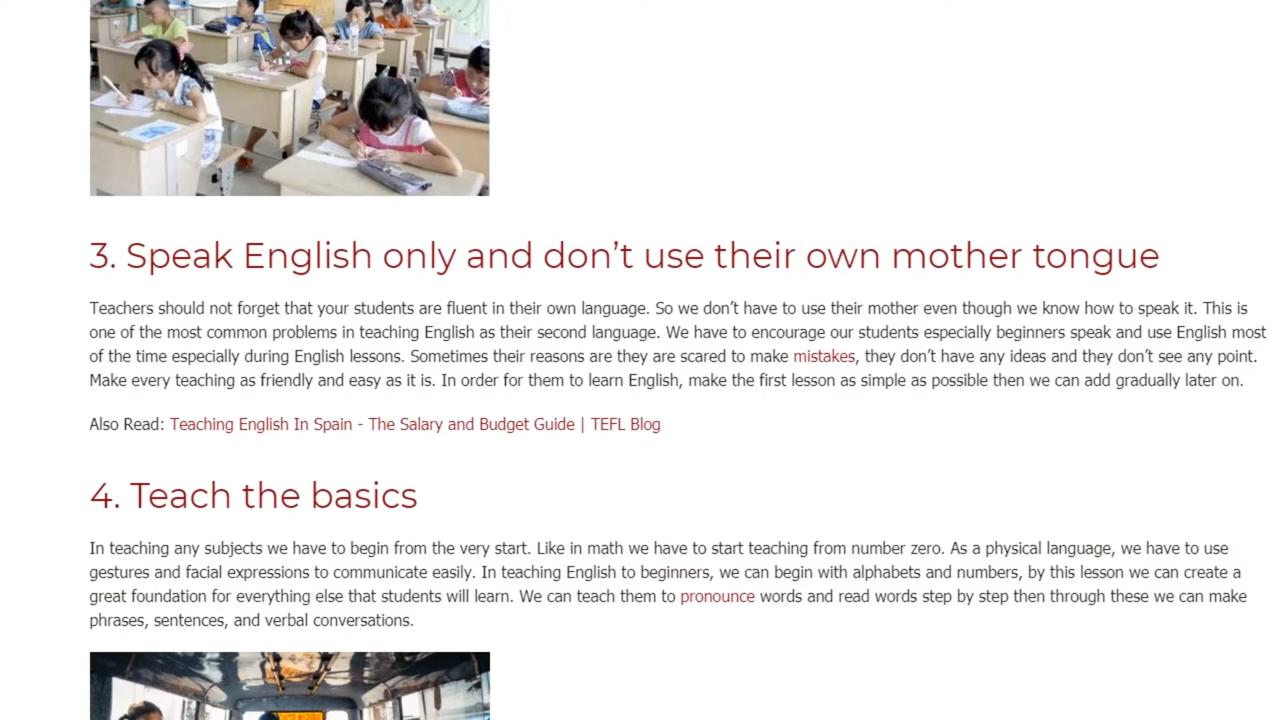 3. Speak English only and don’t use their own mother tongue
Teachers should not forget that your students are fluent in their own language. So we don’t have to use their mother even though we know how to speak it. This is
one of the most common problems in teaching English as their second language. We have to encourage our students especially beginners speak and use English most
of the time especially during English lessons. Sometimes their reasons are they are scared to make mistakes, they don’t have any ideas and they don’t see any point.
Make every teaching as friendly and easy as it is. In order for them to learn English, make the first lesson as simple as possible then we can add gradually later on.
Also Read: Teaching English In Spain - The Salary and Budget Guide | TEFL Blog
4. Teach the basics
In teaching any subjects we have to begin from the very start. Like in math we have to start teaching from number zero. As a physical language, we have to use
gestures and facial expressions to communicate easily. In teaching English to beginners, we can begin with alphabets and numbers, by this lesson we can create a
great foundation for everything else that students will learn. We can teach them to pronounce words and read words step by step then through these we can make
phrases, sentences, and verbal conversations.